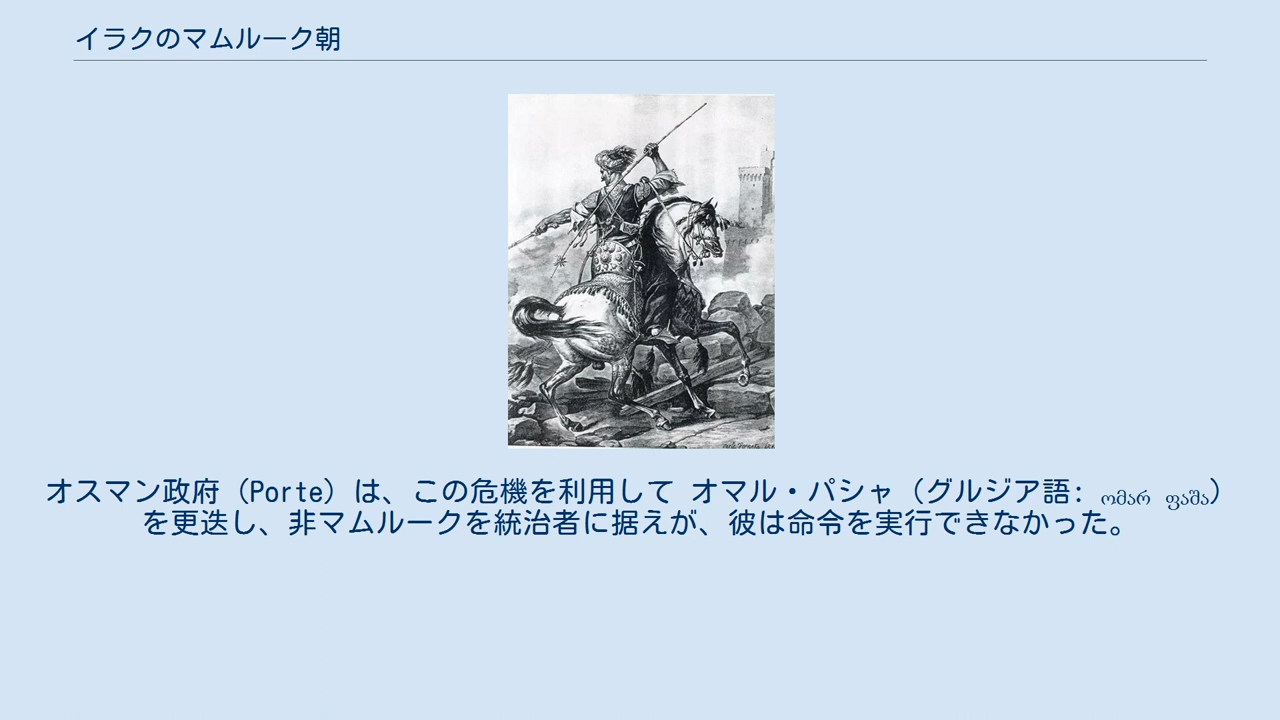 イラクのマムルーク朝
オスマン政府（Porte）は、この危機を利用して オマル・パシャ（グルジア語: ომარ ფაშა）
を更迭し、非マムルークを統治者に据えが、彼は命令を実行できなかった。